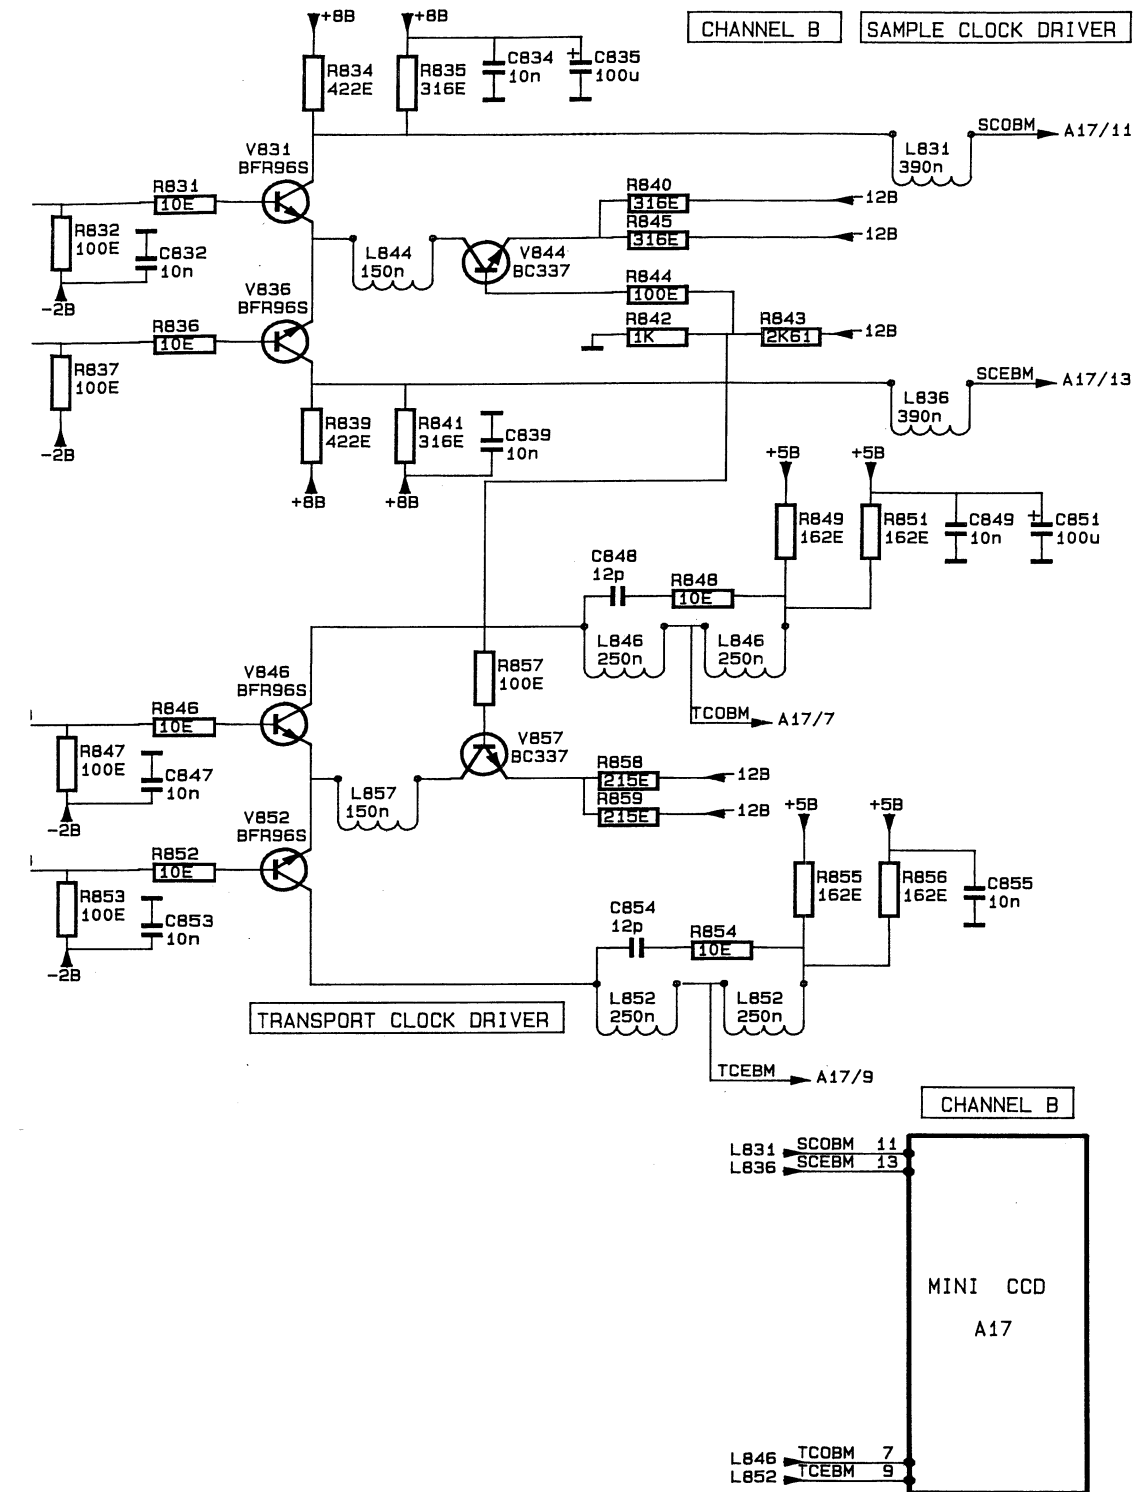 +8B
+8B
CHANNEL B
SAMPLE CLOCK DRIVER
R834
422E
R835
316E
C834
10n
+
C835
100u
SCOBM
A17/11
L831
390n
V831
BFR96S
R831
10E
R832
100E
C832
10n
-2B
R840
316E
12B
R845
316E
12B
L844
150n
V844
BC337
R844
100E
R842
1K
R843
2K61
12B
V836
BFR96S
R836
10E
R837
100E
-2B
SCEBM
A17/13
L836
390n
R839
422E
R841
316E
C839
10n
+8B
+8B
+5B
+5B
R849
162E
R851
162E
C849
10n
+
C851
100u
C848
12p
R848
10E
L846
250n
L846
250n
TCOBM
A17/7
R857
100E
V846
BFR96S
R846
10E
R847
100E
C847
10n
-2B
V857
BC337
L857
150n
R858
215E
12B
R859
215E
12B
V852
BFR96S
R852
10E
R853
100E
C853
10n
-2B
+5B
+5B
R855
162E
R856
162E
C855
10n
C854
12p
R854
10E
L852
250n
L852
250n
TRANSPORT CLOCK DRIVER
TCEBM
A17/9
CHANNEL B
L831 SCOBM 11
L836 SCEBM 13
MINI CCD
A17
L846 TCOBM 7
L852 TCEBM 9